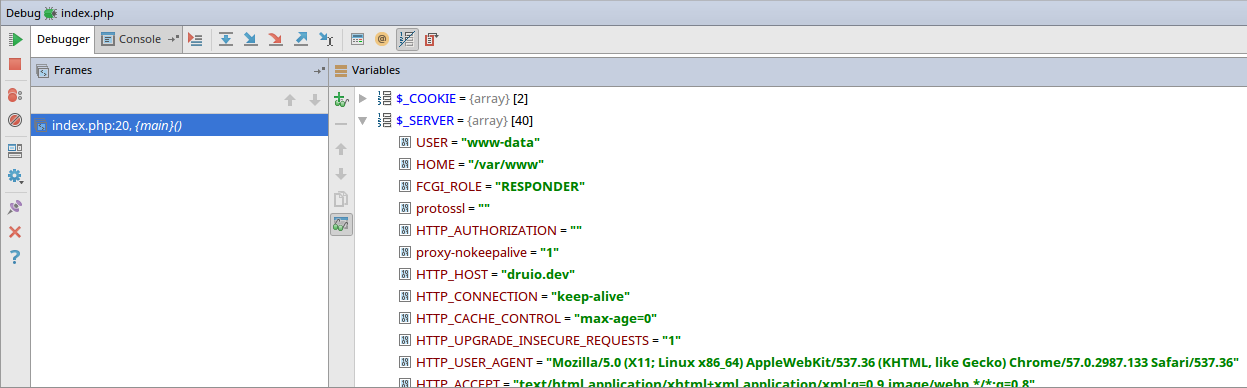 Debug index.php
Debugger Console
Frames
Variables
index.php:20, {main}()
$_COOKIE = {array} [2]
$_SERVER = {array} [40]
USER = "www-data"
HOME = "/var/www"
FCGI_ROLE = "RESPONDER"
protossl = ""
HTTP_AUTHORIZATION = ""
proxy-nokeepalive = "1"
HTTP_HOST = "druio.dev"
HTTP_CONNECTION = "keep-alive"
HTTP_CACHE_CONTROL = "max-age=0"
HTTP_UPGRADE_INSECURE_REQUESTS = "1"
HTTP_USER_AGENT = "Mozilla/5.0 (X11; Linux x86_64) AppleWebKit/537.36 (KHTML, like Gecko) Chrome/57.0.2987.133 Safari/537.36"
HTTP_ACCEPT = "text/html,application/xhtml+xml,application/xml;q=0.9,image/webp,*/*;q=0.8"